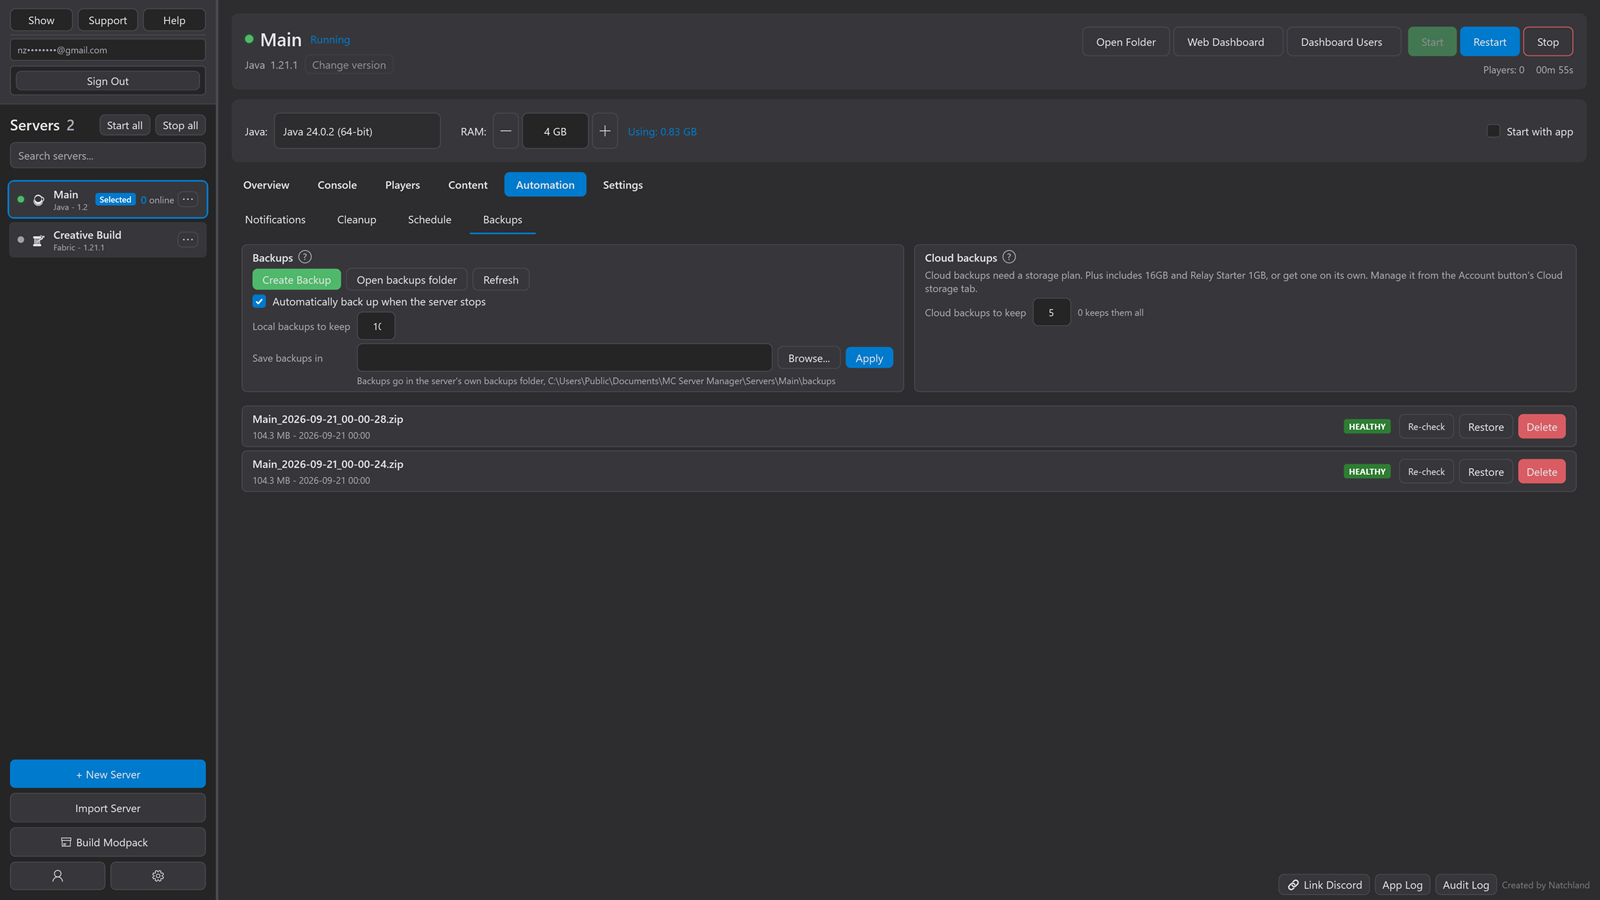 Show
Support
Help
nz••••••••@gmail.com
Sign Out
Servers 2
Start all
Stop all
Search servers...
Main
Java - 1.2
Selected
0 online
Creative Build
Fabric - 1.21.1
+ New Server
Import Server
Build Modpack
Main Running
Java 1.21.1
Change version
Open Folder
Web Dashboard
Dashboard Users
Start
Restart
Stop
Players: 0 00m 55s
Java:
Java 24.0.2 (64-bit)
RAM:
4 GB
Using: 0.83 GB
Start with app
Overview
Console
Players
Content
Automation
Settings
Notifications
Cleanup
Schedule
Backups
Backups ?
Create Backup
Open backups folder
Refresh
Automatically back up when the server stops
Local backups to keep
Save backups in
Browse...
Apply
Backups go in the server's own backups folder, C:\Users\Public\Documents\MC Server Manager\Servers\Main\backups
Cloud backups ?
Cloud backups need a storage plan. Plus includes 16GB and Relay Starter 1GB, or get one on its own. Manage it from the Account button's Cloud
storage tab.
Cloud backups to keep
5
0 keeps them all
Main_2026-09-21_00-00-28.zip
104.3 MB - 2026-09-21 00:00
HEALTHY
Re-check
Restore
Delete
Main_2026-09-21_00-00-24.zip
104.3 MB - 2026-09-21 00:00
HEALTHY
Re-check
Restore
Delete
Link Discord
App Log
Audit Log
Created by Natchland